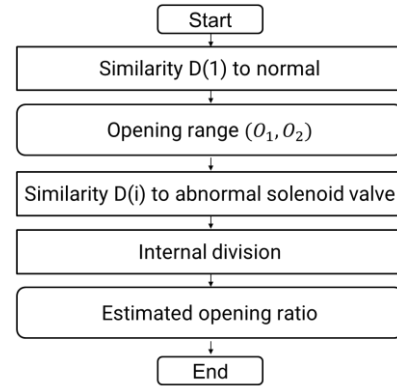 Start
Similarity D(1) to normal
Opening range (O₁, O₂)
Similarity D(i) to abnormal solenoid valve
Internal division
Estimated opening ratio
End